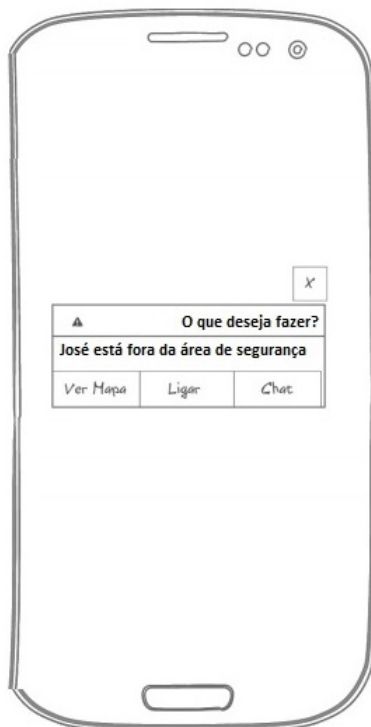 X
O que deseja fazer?
José está fora da área de segurança
Ver Mapa Ligar Chat